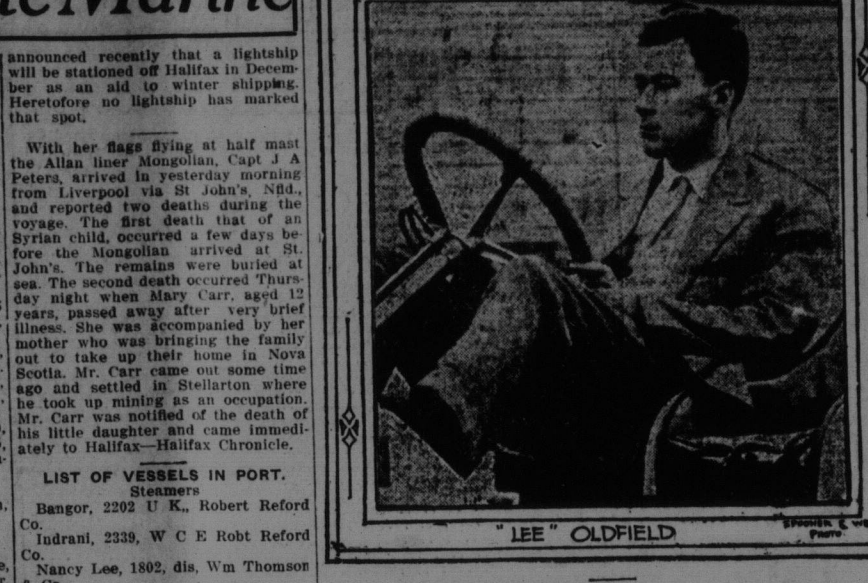 Marine
announced recently that a lightship
will be stationed off Halifax in Decem-
ber as an aid to winter shipping.
Heretofore no lightship has marked
that spot.
With her flags flying at half mast
the Allan liner Mongolian, Capt J A
Peters, arrived in yesterday morning
from Liverpool via St John's, Nfld.,
and reported two deaths during the
voyage. The first death that of an
Syrian child, occurred a few days be-
fore the Mongolian arrived at St.
John's. The remains were buried at
sea. The second death occurred Thurs-
day night when Mary Carr, aged 12
years, passed away after very brief
illness. She was accompanied by her
mother who was bringing the family
out to take up their home in Nova
Scotia. Mr. Carr came out some time
ago and settled in Stellarton where
he took up mining as an occupation.
Mr. Carr was notified of the death of
his little daughter and came immedi-
ately to Halifax—Halifax Chronicle.
LIST OF VESSELS IN PORT.
Steamers
Bangor, 2202 U K., Robert Reford
Co.
Indrani, 2339, W C E Robt Reford
Co.
Nancy Lee, 1802, dis, Wm Thomson
"LEE" OLDFIELD
SPOONER &
PHOTO